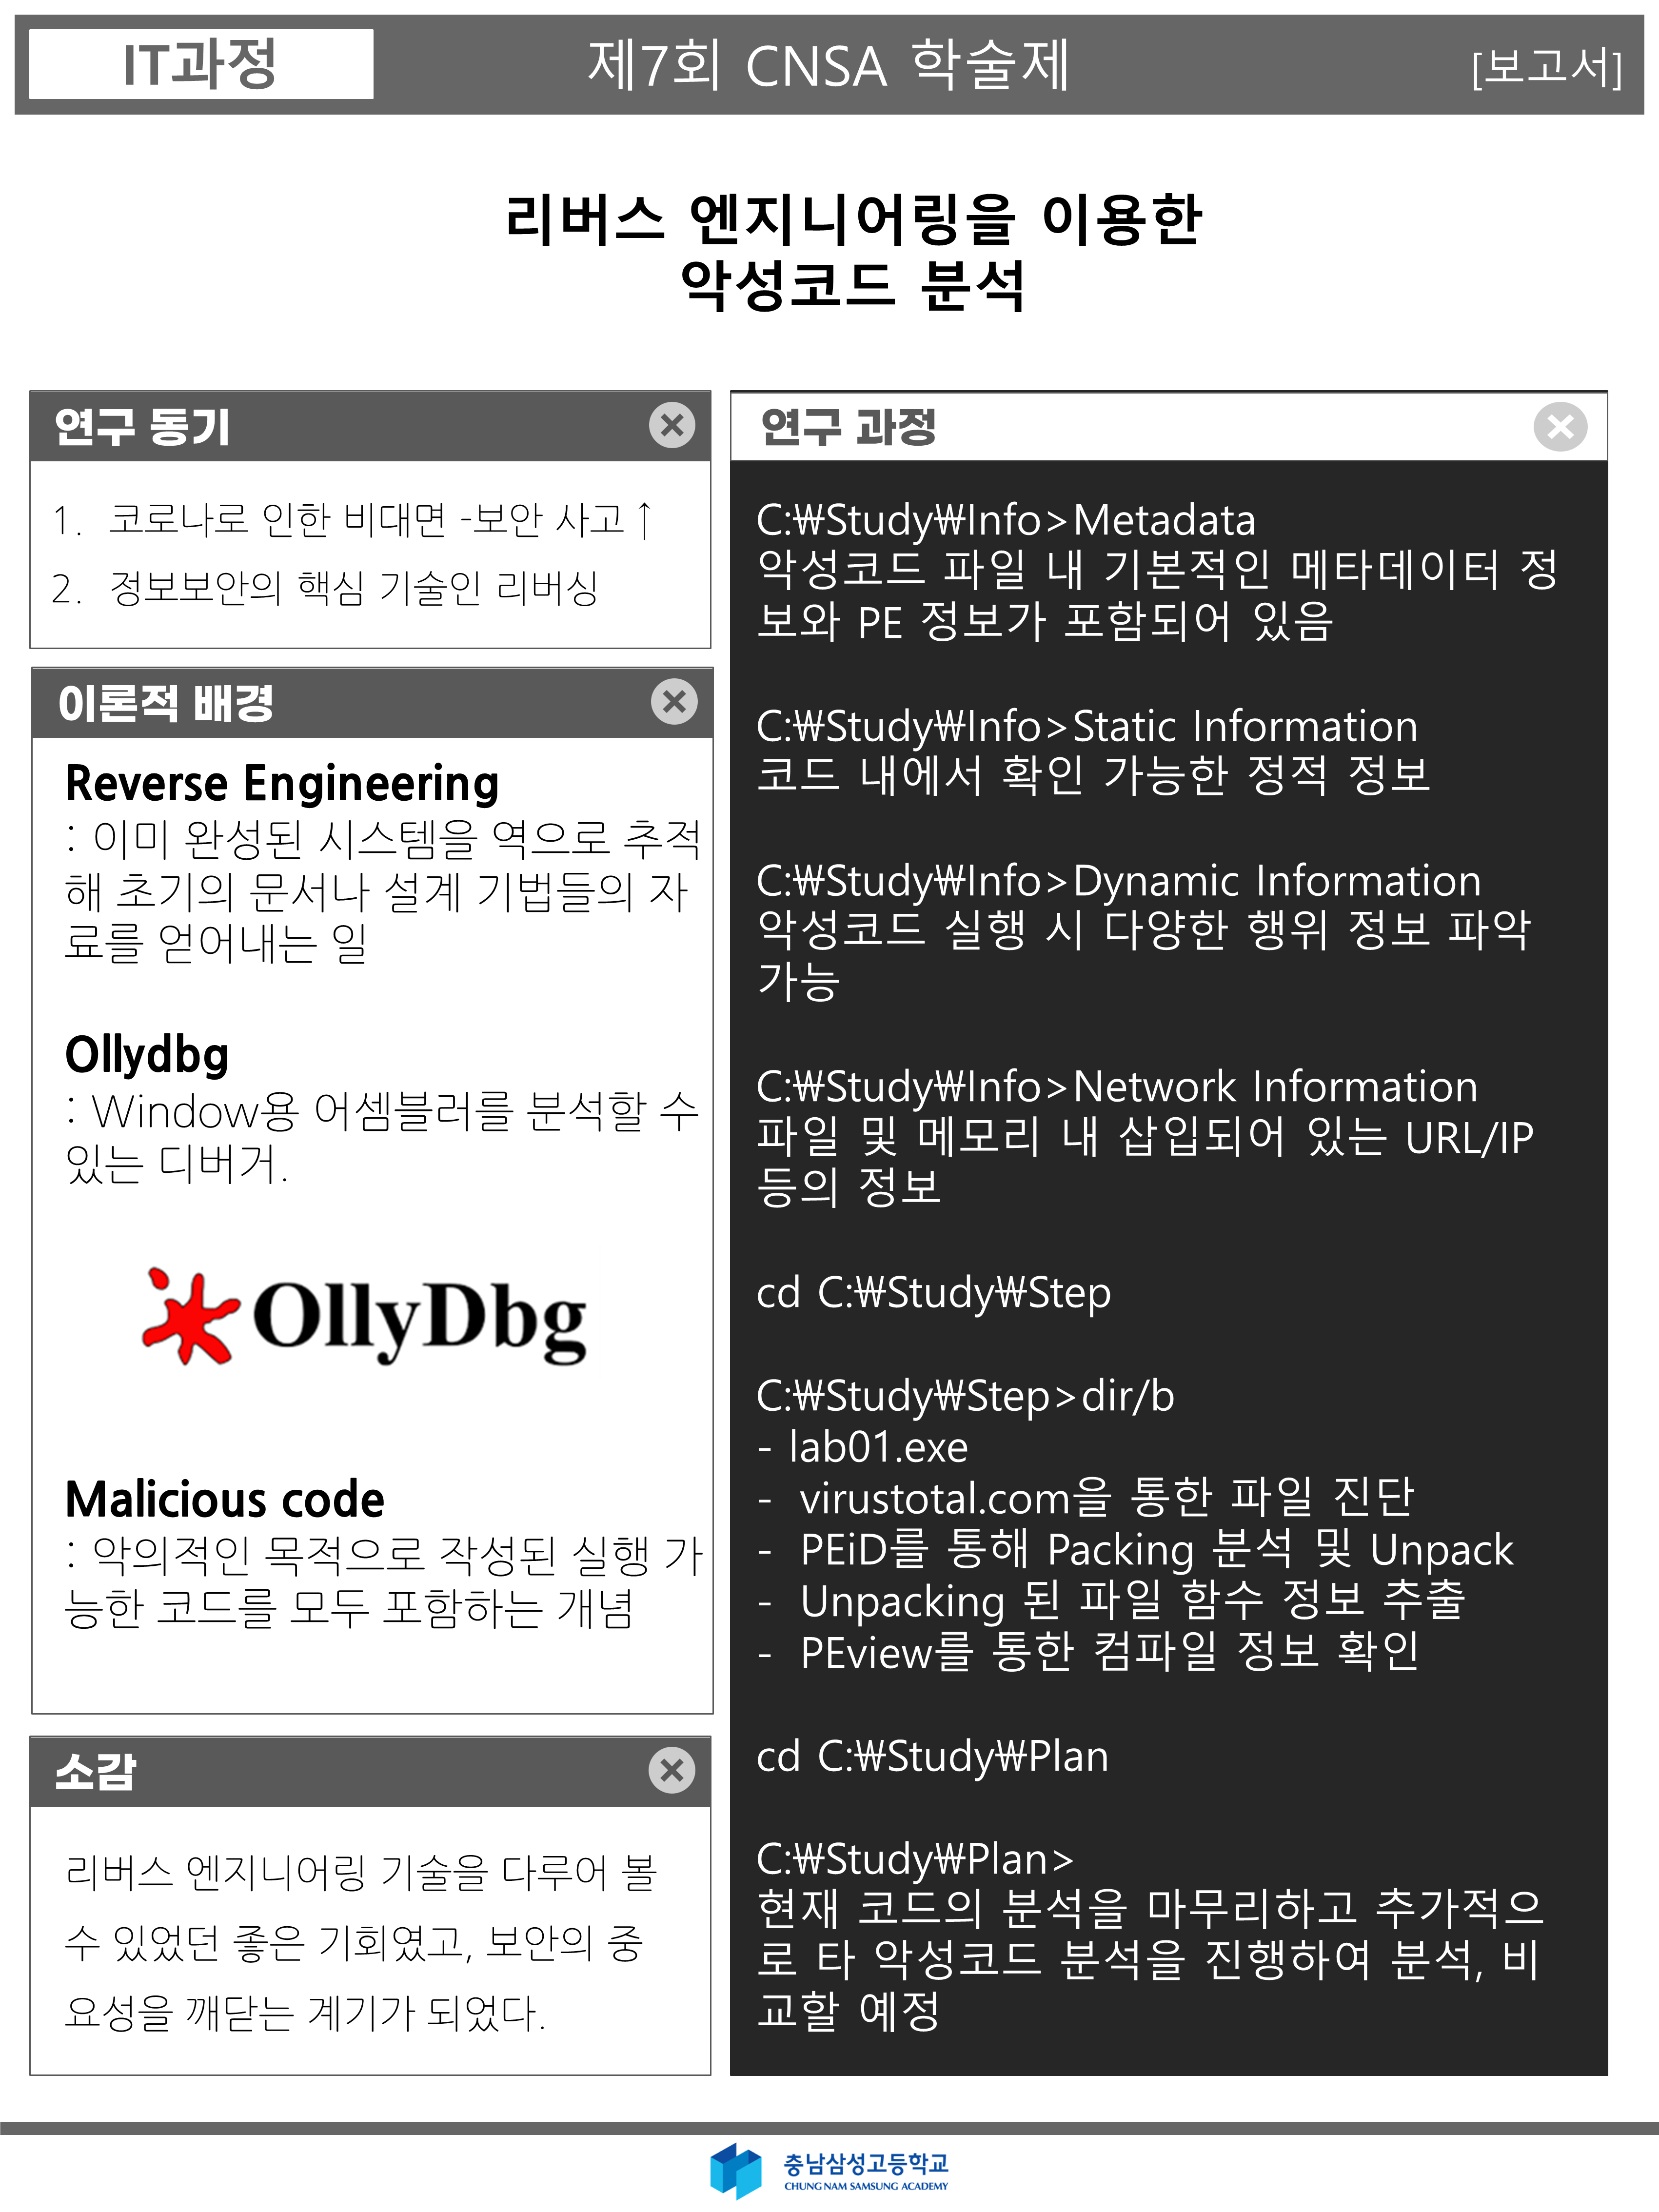 IT과정
제7회 CNSA 학술제
[보고서]
리버스 엔지니어링을 이용한
악성코드 분석
연구 동기
1. 코로나로 인한 비대면 -보안 사고↑
2. 정보보안의 핵심 기술인 리버싱
이론적 배경
Reverse Engineering
: 이미 완성된 시스템을 역으로 추적
해 초기의 문서나 설계 기법들의 자
료를 얻어내는 일
Ollydbg
: Window용 어셈블러를 분석할 수
있는 디버거.
OllyDbg
Malicious code
: 악의적인 목적으로 작성된 실행 가
능한 코드를 모두 포함하는 개념
소감
리버스 엔지니어링 기술을 다루어 볼
수 있었던 좋은 기회였고, 보안의 중
요성을 깨닫는 계기가 되었다.
연구 과정
C:₩Study₩Info>Metadata
악성코드 파일 내 기본적인 메타데이터 정
보와 PE 정보가 포함되어 있음
C:₩Study₩Info>Static Information
코드 내에서 확인 가능한 정적 정보
C:₩Study₩Info>Dynamic Information
악성코드 실행 시 다양한 행위 정보 파악
가능
C:₩Study₩Info>Network Information
파일 및 메모리 내 삽입되어 있는 URL/IP
등의 정보
cd C:₩Study₩Step
C:₩Study₩Step>dir/b
- lab01.exe
- virustotal.com을 통한 파일 진단
- PEiD를 통해 Packing 분석 및 Unpack
- Unpacking 된 파일 함수 정보 추출
- PEview를 통한 컴파일 정보 확인
cd C:₩Study₩Plan
C:₩Study₩Plan>
현재 코드의 분석을 마무리하고 추가적으
로 타 악성코드 분석을 진행하여 분석, 비
교할 예정
충남삼성고등학교
CHUNG NAM SAMSUNG ACADEMY